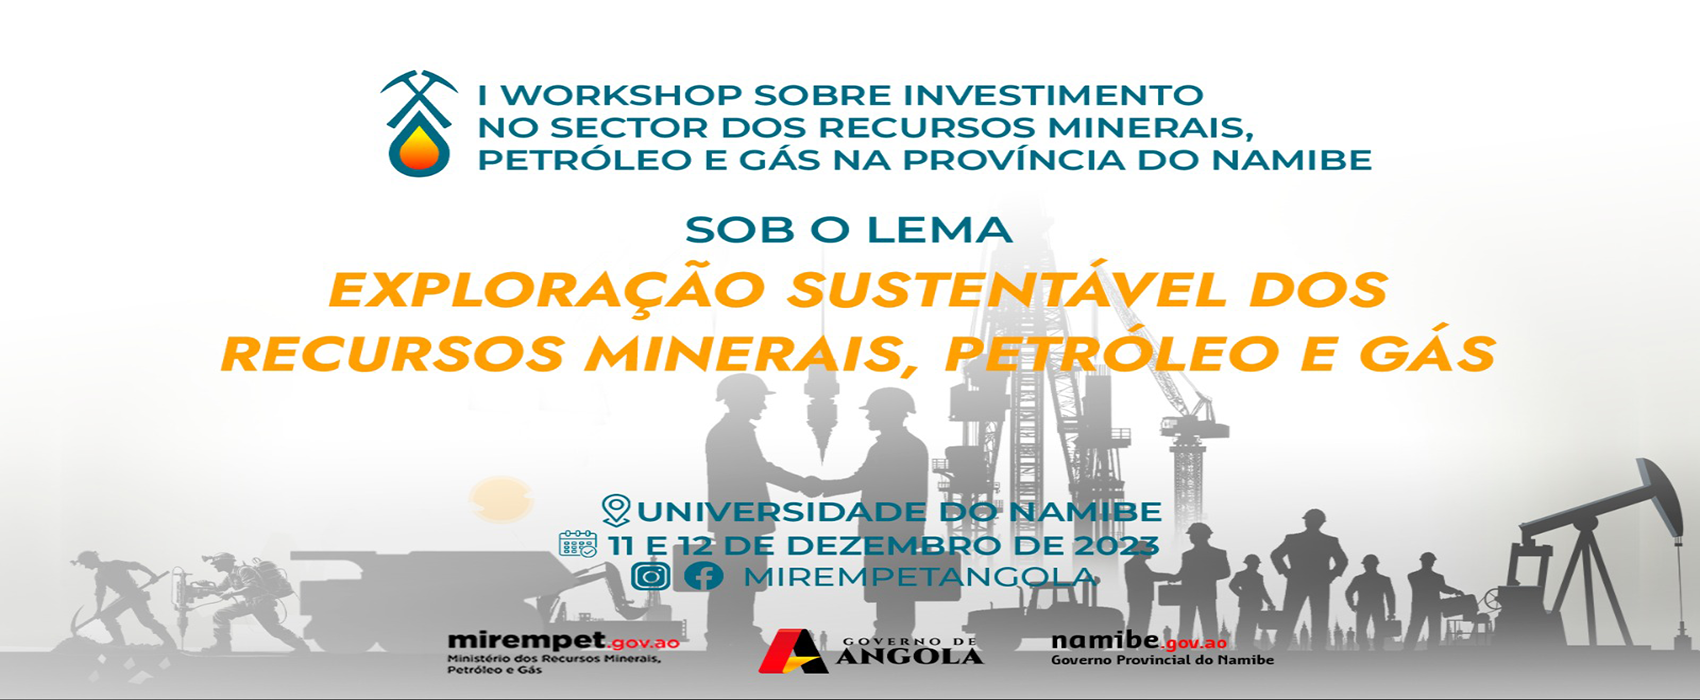 I WORKSHOP SOBRE INVESTIMENTO
NO SECTOR DOS RECURSOS MINERAIS,
PETRÓLEO E GÁS NA PROVÍNCIA DO NAMIBE
SOB O LEMA
EXPLORAÇÃO SUSTENTÁVEL DOS
RECURSOS MINERAIS, PETRÓLEO E GÁS
UNIVERSIDADE DO NAMIBE
11 E 12 DE DEZEMBRO DE 2023
MIREMPETANGOLA
mirempet.gov.ao
Ministério dos Recursos Minerais,
Petróleo e Gás
GOVERNO DE
ANGOLA
namibe.gov.ao
Governo Provincial do Namibe